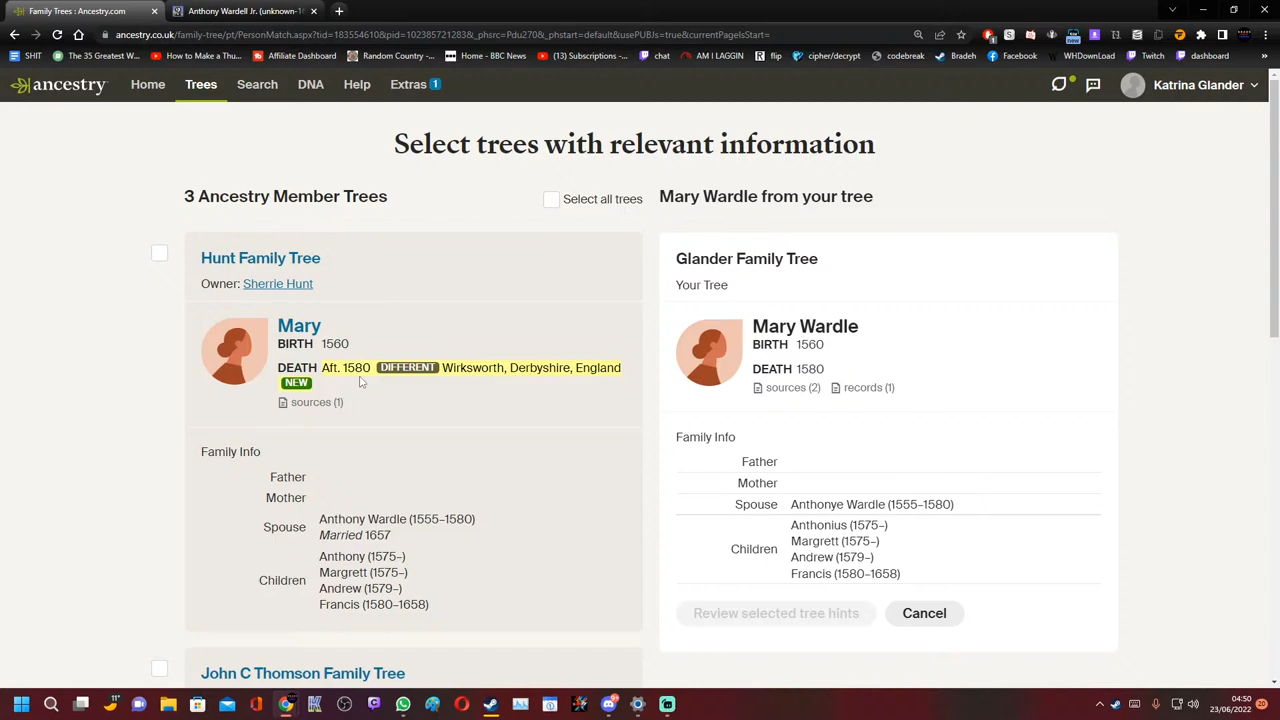 Family Trees : Ancestry.com
Anthony Wardell Jr. (unknown-16
ancestry.co.uk/family-tree/pt/PersonMatch.aspx?tid=183554610&pid=102385721283&_phsrc=Pdu270&_phstart=default&usePUBJs=true&currentPageIsStart=
SHIT
The 35 Greatest W...
How to Make a Thu...
Affiliate Dashboard
Heirdom Country -...
Home: BBC News -...
(13) Subscriptions -...
chat
AM I LAGGIN
flip
cipher/decrypt
codebreak
Bradeh
Facebook
WHDownLoad
Twitch
dashboard
ancestry
Home
Trees
Search
DNA
Help
Extras 1
Katrina Glander
Select trees with relevant information
3 Ancestry Member Trees
Select all trees
Mary Wardle from your tree
Hunt Family Tree
Owner: Sherrie Hunt
Mary
BIRTH 1560
DEATH Aft. 1580 DIFFERENT Wirksworth, Derbyshire, England
NEW
sources (1)
Family Info
Father
Mother
Spouse Anthony Wardle (1555–1580)
Married 1657
Children Anthony (1575–)
Margrett (1575–)
Andrew (1579–)
Francis (1580–1658)
John C Thomson Family Tree
Glander Family Tree
Your Tree
Mary Wardle
BIRTH 1560
DEATH 1580
sources (2) records (1)
Family Info
Father
Mother
Spouse Anthonye Wardle (1555–1580)
Children Anthonius (1575–)
Margrett (1575–)
Andrew (1579–)
Francis (1580–1658)
Review selected tree hints
Cancel
04:50
23/06/2022